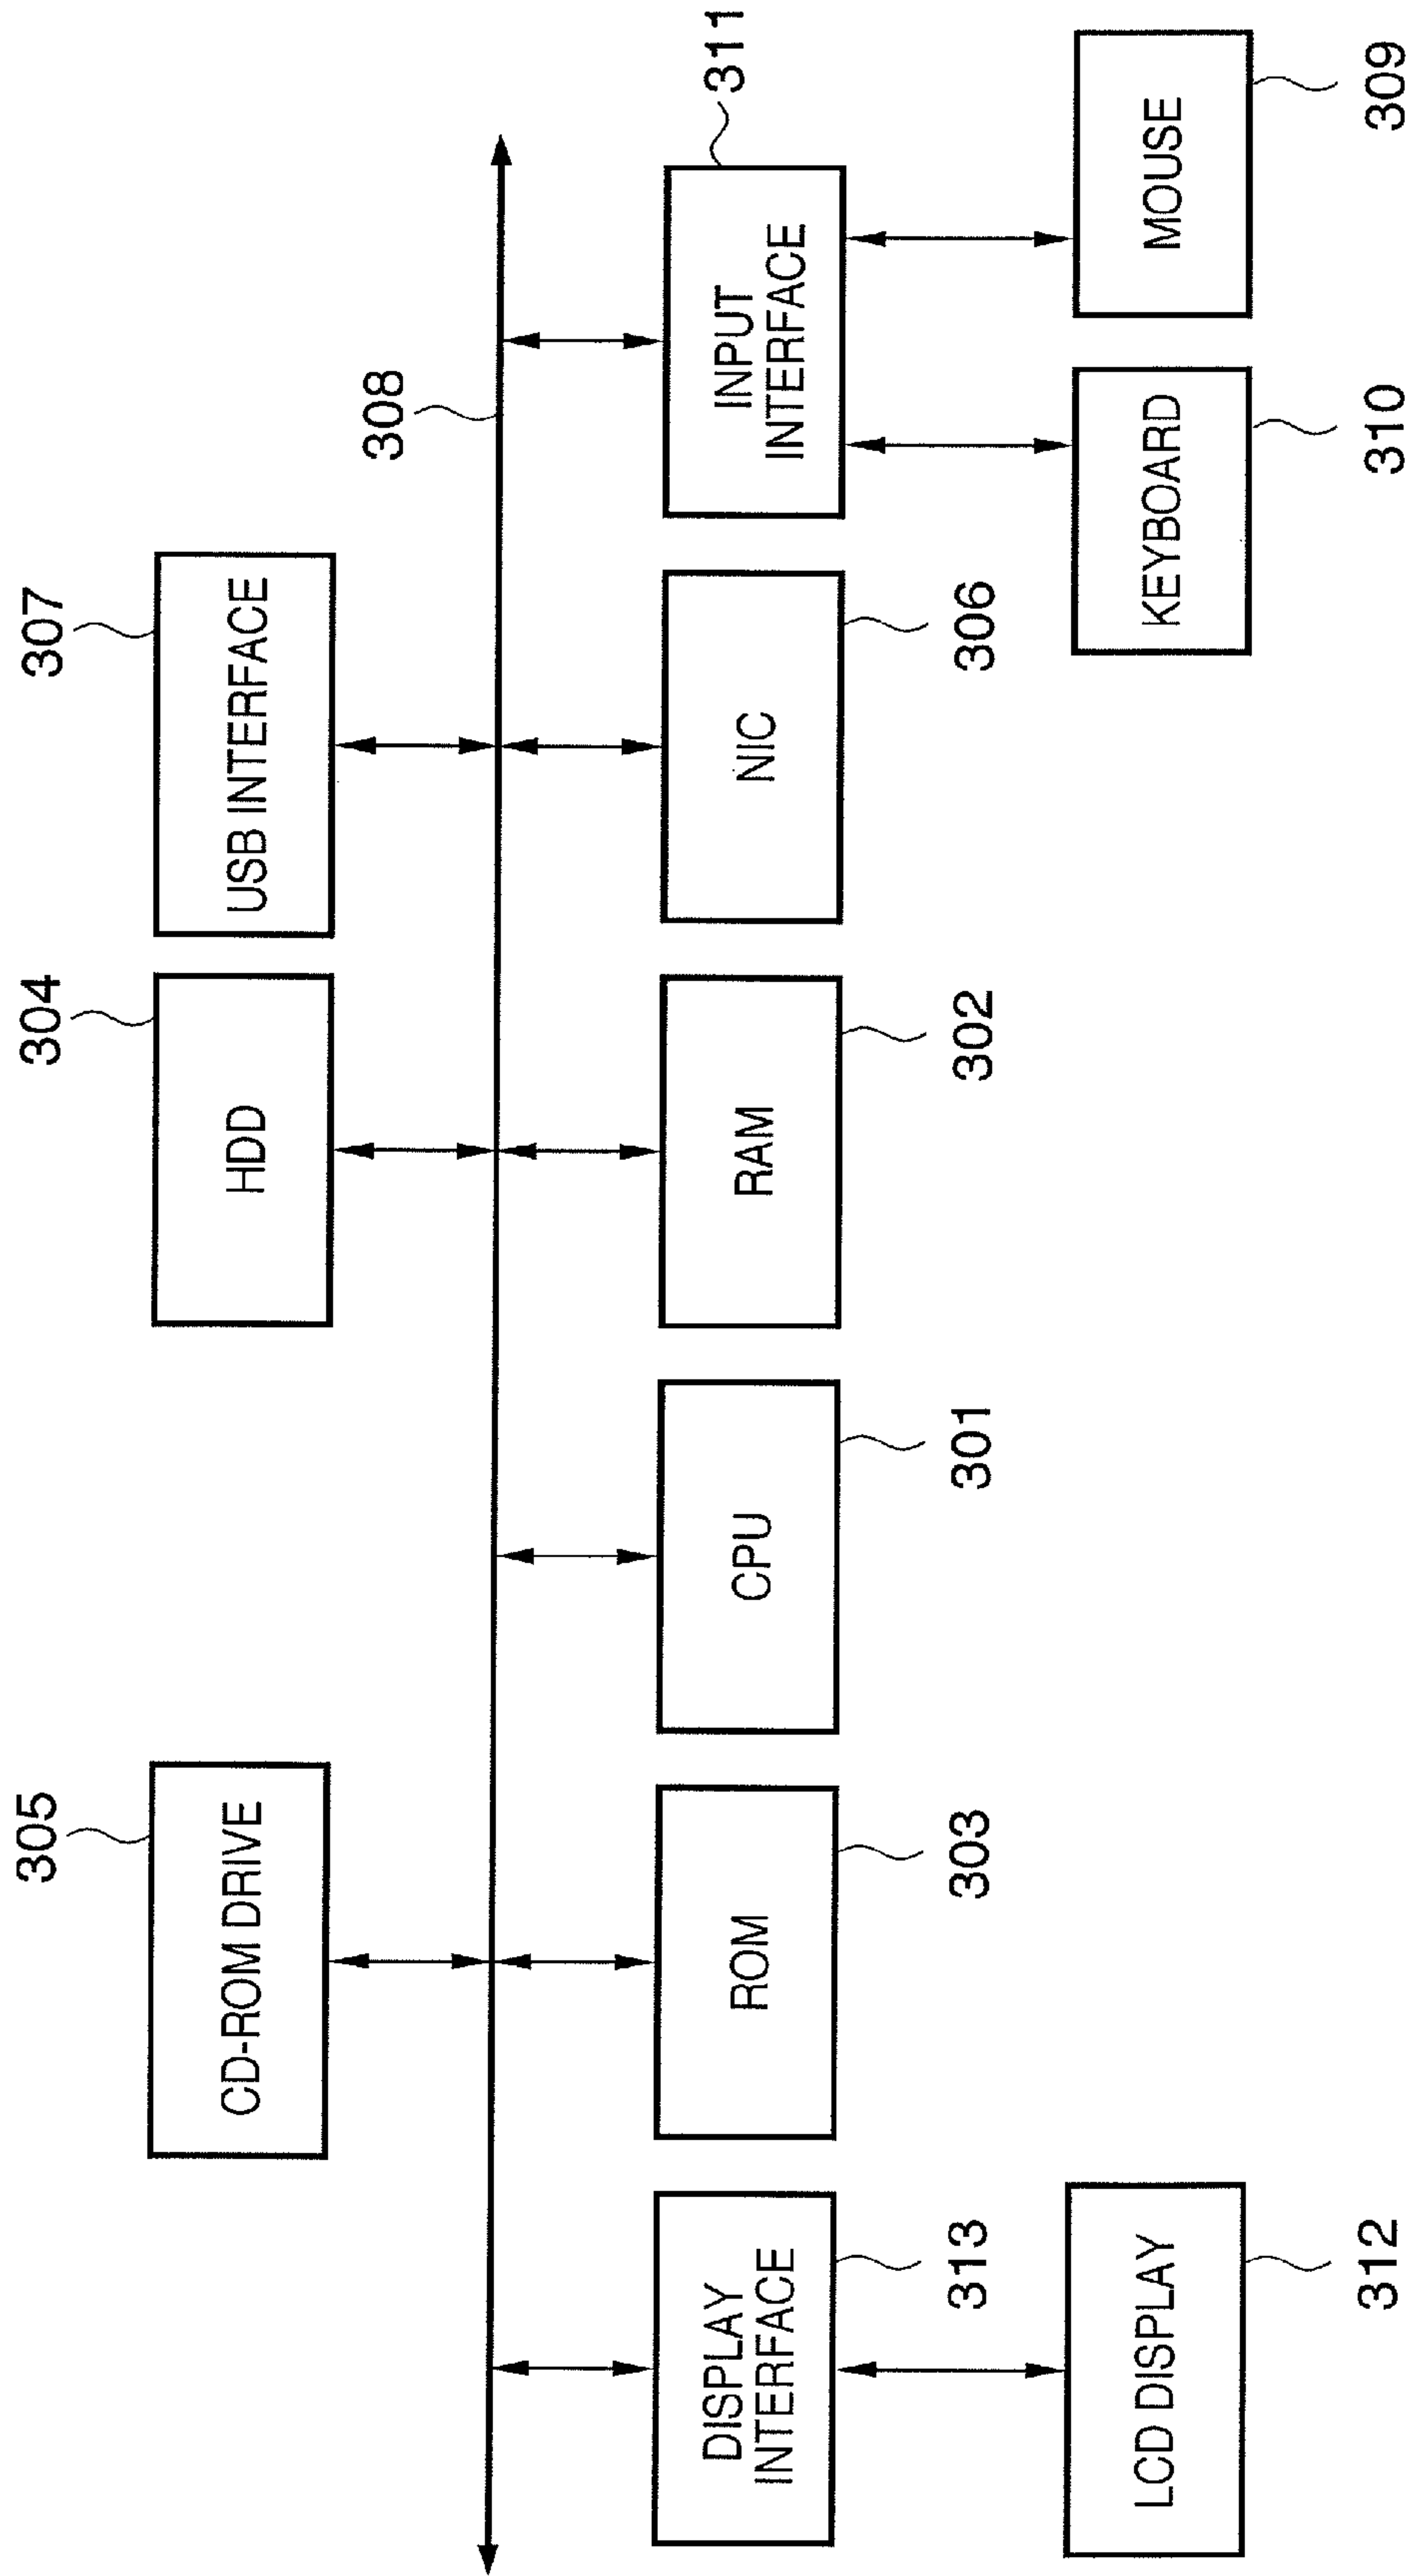 305
304
307
CD-ROM DRIVE
HDD
USB INTERFACE
308
311
DISPLAY
INTERFACE
ROM
CPU
RAM
NIC
INPUT
INTERFACE
313
303
301
302
306
LCD DISPLAY
KEYBOARD
MOUSE
312
310
309